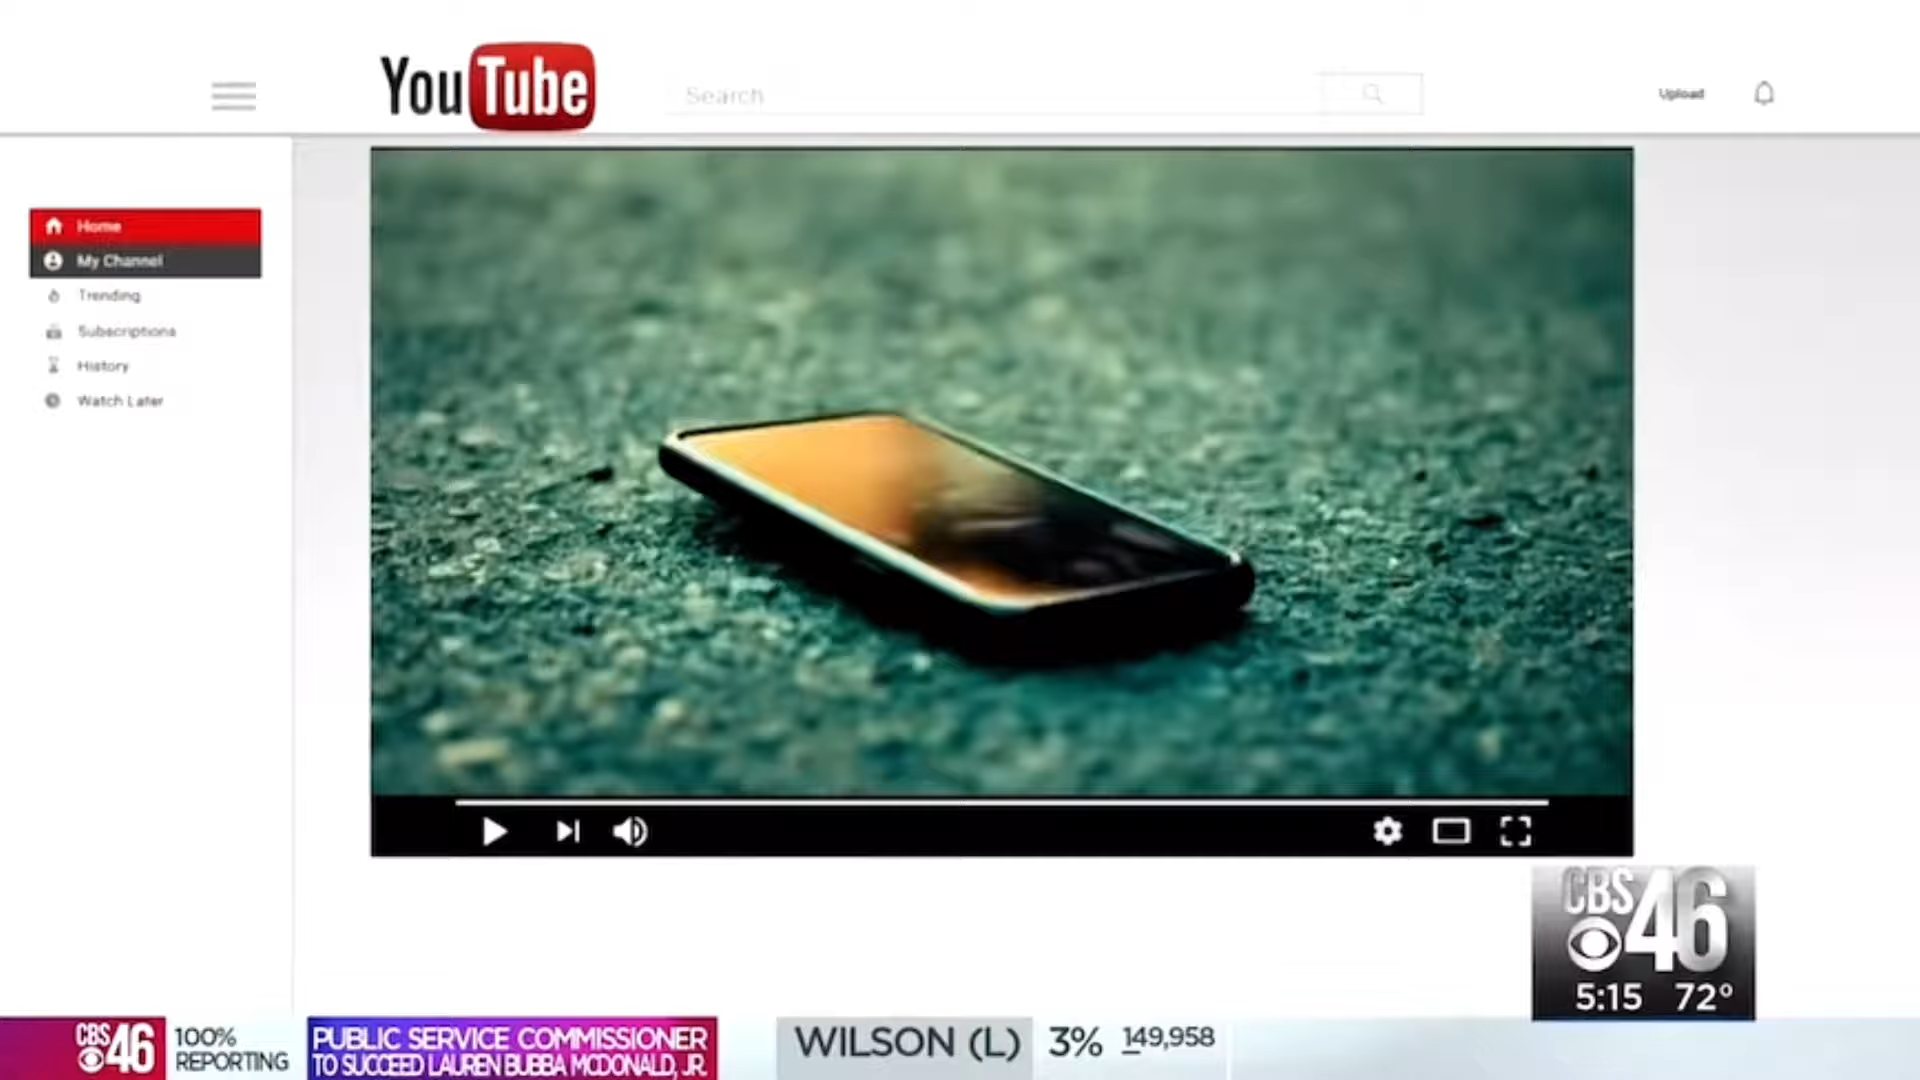 YouTube
Search
Upload
Home
My Channel
Trending
Subscriptions
History
Watch Later
CBS 46
5:15 72°
CBS 46
100%
REPORTING
PUBLIC SERVICE COMMISSIONER
TO SUCCEED LAUREN BUBBA MCDONALD, JR.
WILSON (L) 3% 149,958